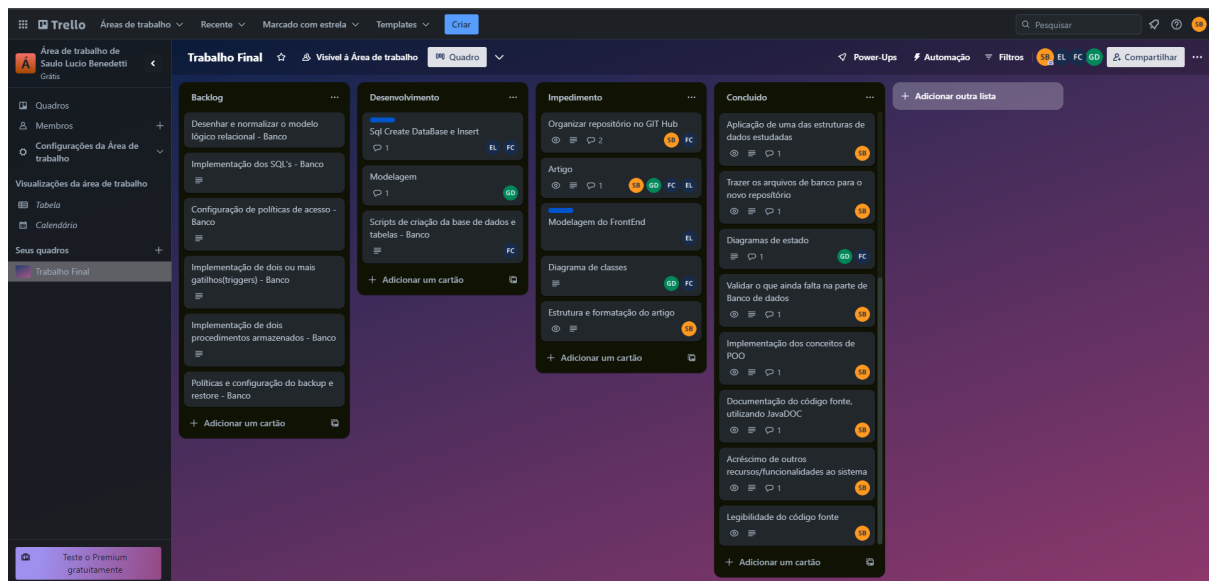 Trello
Áreas de trabalho
Recente
Marcado com estrela
Templates
Criar
Pesquisar
SB
Á
Área de trabalho de
Saulo Lucio Benedetti
Grátis
Quadros
Membros
Configurações da Área de
trabalho
Visualizações da área de trabalho
Tabela
Calendário
Seus quadros
Trabalho Final
Teste o Premium
gratuitamente
Trabalho Final
Visível à Área de trabalho
Quadro
Power-Ups
Automação
Filtros
SB EL FC GD
Compartilhar
Backlog
Desenhar e normalizar o modelo
lógico relacional - Banco
Implementação dos SQL's - Banco
Configuração de políticas de acesso -
Banco
Implementação de dois ou mais
gatilhos(triggers) - Banco
Implementação de dois
procedimentos armazenados - Banco
Políticas e configuração do backup e
restore - Banco
+ Adicionar um cartão
Desenvolvimento
Sql Create DataBase e Insert
1 EL FC
Modelagem
1 GD
Scripts de criação da base de dados e
tabelas - Banco
FC
+ Adicionar um cartão
Impedimento
Organizar repositório no GIT Hub
2 SB FC
Artigo
1 SB GD FC EL
Modelagem do FrontEnd
EL
Diagrama de classes
GD FC
Estrutura e formatação do artigo
SB
+ Adicionar um cartão
Concluido
Aplicação de uma das estruturas de
dados estudadas
1 SB
Trazer os arquivos de banco para o
novo repositório
1 SB
Diagramas de estado
1 GD FC
Validar o que ainda falta na parte de
Banco de dados
1 SB
Implementação dos conceitos de
POO
1 SB
Documentação do código fonte,
utilizando JavaDOC
1 SB
Acréscimo de outros
recursos/funcionalidades ao sistema
1 SB
Legibilidade do código fonte
SB
+ Adicionar um cartão
+ Adicionar outra lista